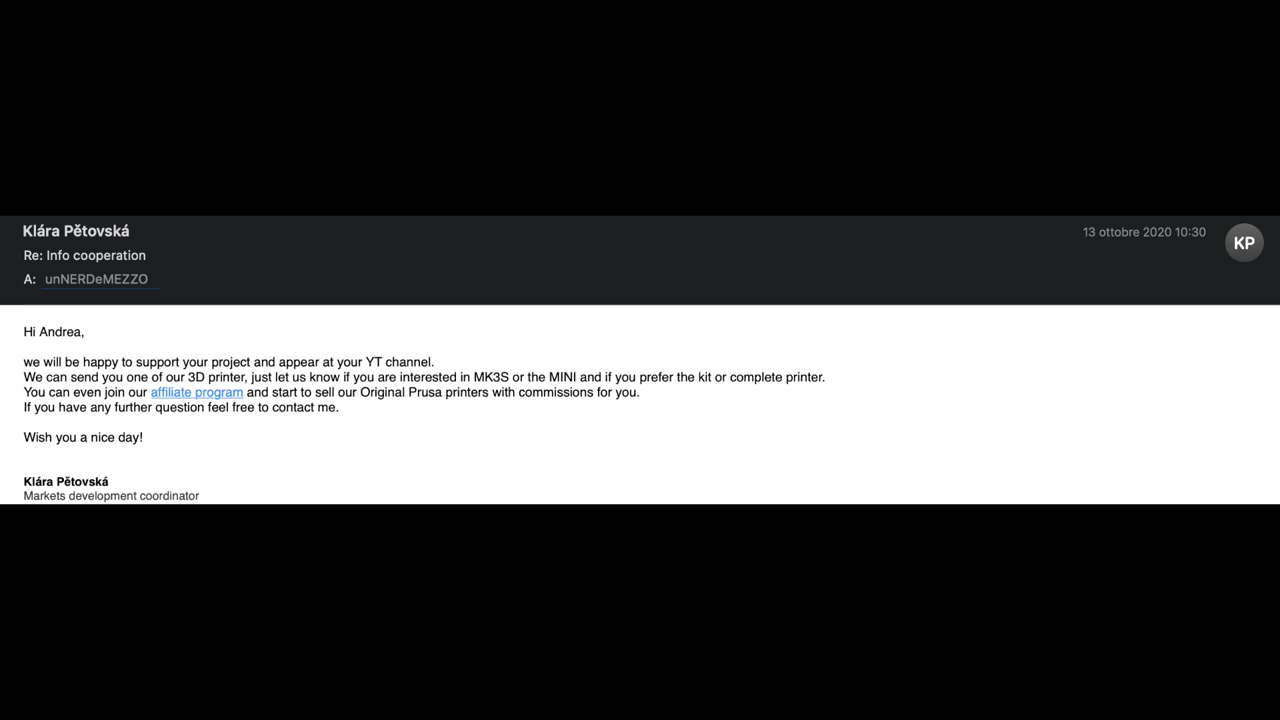 Klára Pětovská
13 ottobre 2020 10:30
KP
Re: Info cooperation
A: unNERDeMEZZO
Hi Andrea,
we will be happy to support your project and appear at your YT channel.
We can send you one of our 3D printer, just let us know if you are interested in MK3S or the MINI and if you prefer the kit or complete printer.
You can even join our affiliate program and start to sell our Original Prusa printers with commissions for you.
If you have any further question feel free to contact me.
Wish you a nice day!
Klára Pětovská
Markets development coordinator